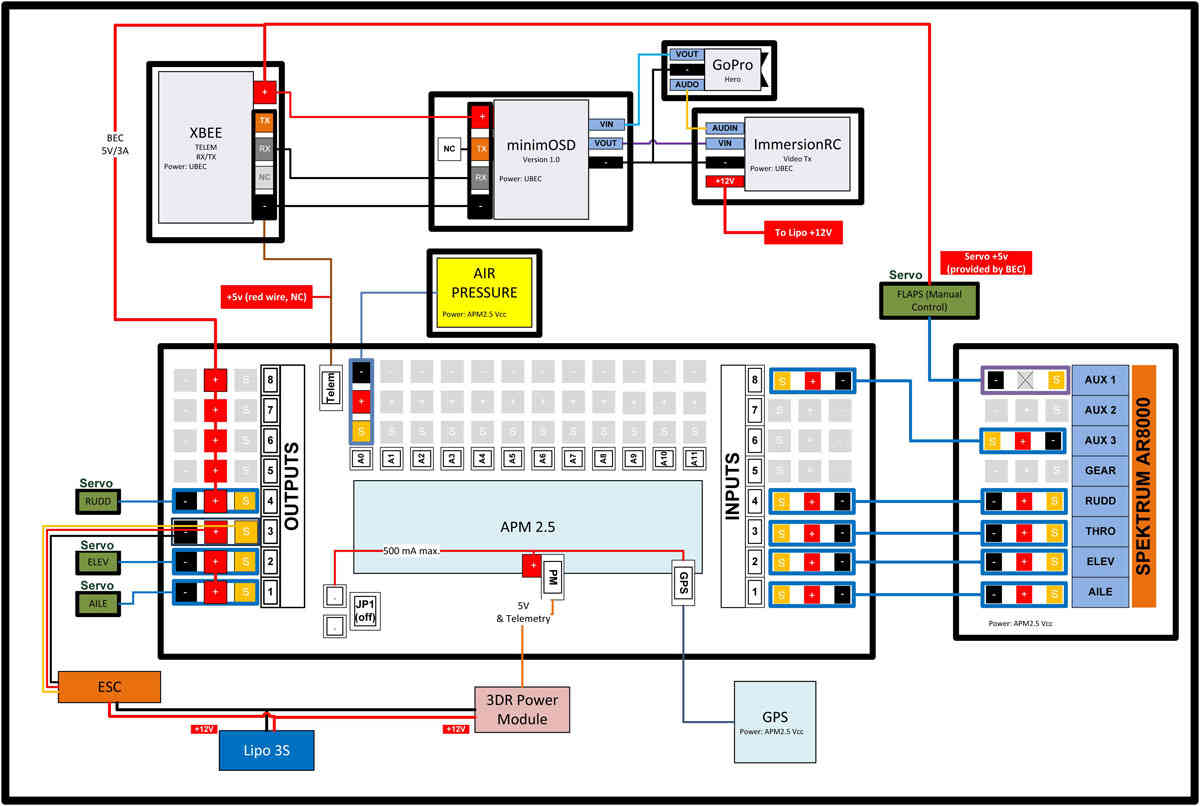 BEC
5V/3A
XBEE
TELEM
RX/TX
Power: UBEC
+
TX
RX
NC
-
NC
+
TX
RX
-
minimOSD
Version 1.0
Power: UBEC
VIN
VOUT
-
VOUT
-
AUDO
GoPro
Hero
AUDIN
VIN
-
+12V
ImmersionRC
Video Tx
Power: UBEC
To Lipo +12V
Servo +5v
(provided by BEC)
Servo
FLAPS (Manual
Control)
+5v (red wire, NC)
AIR
PRESSURE
Power: APM2.5 Vcc
Telem
- + S 8
- + S 7
- + S 6
- + S 5
- + S 4
- + S 3
- + S 2
- + S 1
OUTPUTS
Servo
RUDD
Servo
ELEV
Servo
AILE
- - - - - - - - - - - -
+ + + + + + + + + + + +
S S S S S S S S S S S S
A0 A1 A2 A3 A4 A5 A6 A7 A8 A9 A10 A11
APM 2.5
500 mA max.
+
PM
GPS
5V
& Telemetry
-
-
JP1
(off)
INPUTS
8 S + -
7 S + -
6 S + -
5 S + -
4 S + -
3 S + -
2 S + -
1 S + -
- S AUX 1
- + S AUX 2
S + - AUX 3
- + S GEAR
- + S RUDD
- + S THRO
- + S ELEV
- + S AILE
SPEKTRUM AR8000
Power: APM2.5 Vcc
ESC
+12V
Lipo 3S
+12V
3DR Power
Module
GPS
Power: APM2.5 Vcc